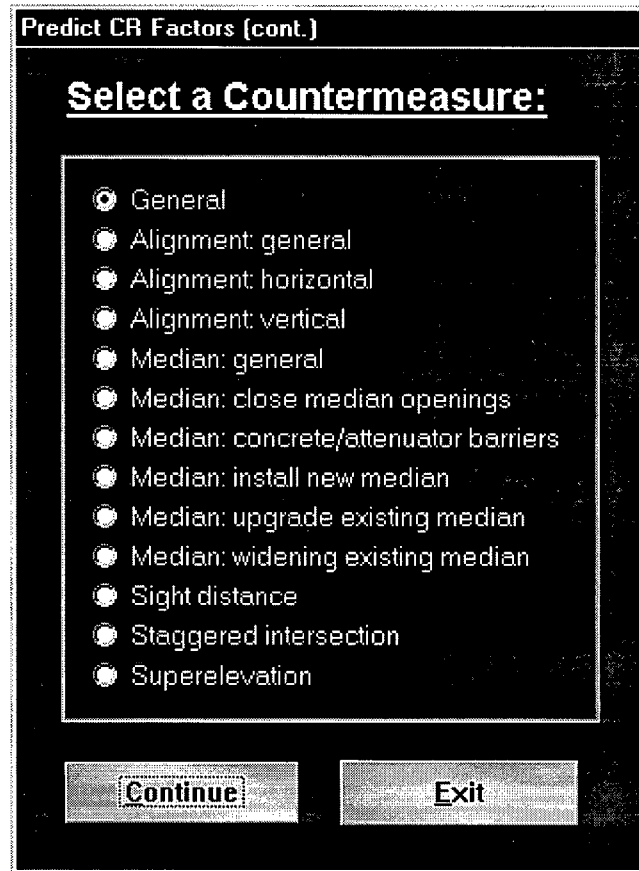 Predict CR Factors (cont.)
Select a Countermeasure:
General
Alignment: general
Alignment: horizontal
Alignment: vertical
Median: general
Median: close median openings
Median: concrete/attenuator barriers
Median: install new median
Median: upgrade existing median
Median: widening existing median
Sight distance
Staggered intersection
Superelevation
Continue
Exit